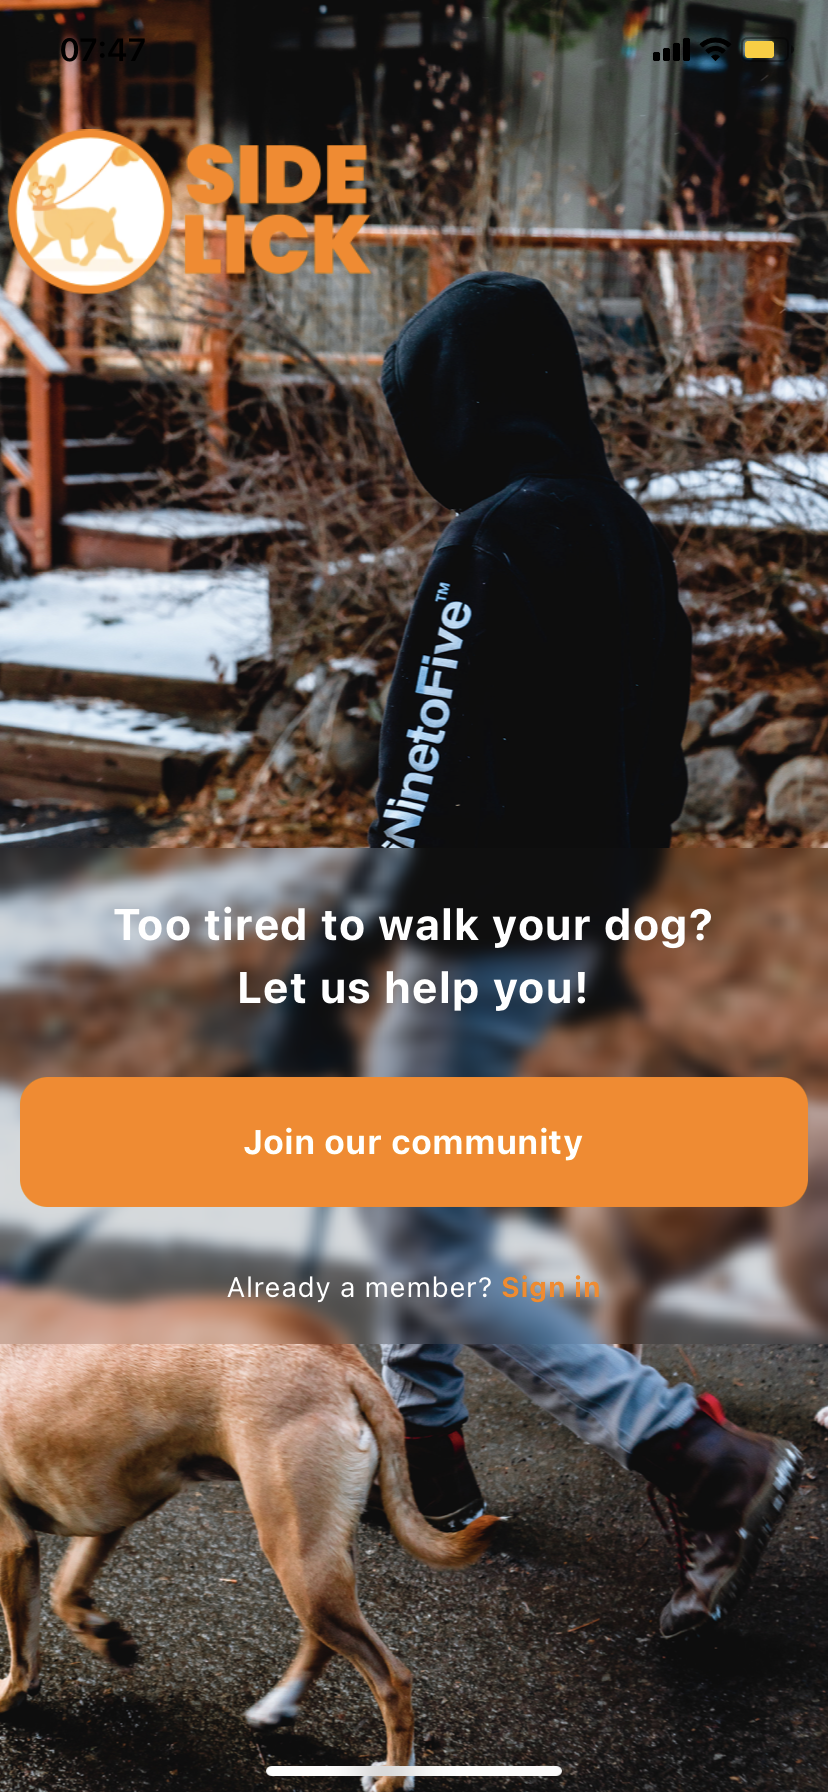 07:47
SIDE
LICK
NinetoFive™
Too tired to walk your dog?
Let us help you!
Join our community
Already a member? Sign in